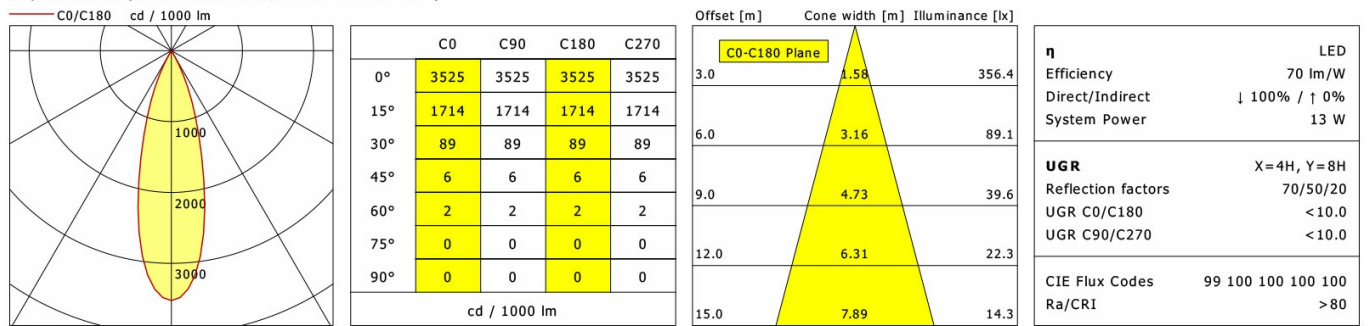 C0/C180 cd / 1000 lm
1000
2000
3000
C0 C90 C180 C270
0° 3525 3525 3525 3525
15° 1714 1714 1714 1714
30° 89 89 89 89
45° 6 6 6 6
60° 2 2 2 2
75° 0 0 0 0
90° 0 0 0 0
cd / 1000 lm
Offset [m] Cone width [m] Illuminance [lx]
C0-C180 Plane
3.0 1.58 356.4
6.0 3.16 89.1
9.0 4.73 39.6
12.0 6.31 22.3
15.0 7.89 14.3
η LED
Efficiency 70 lm/W
Direct/Indirect ↓ 100% / ↑ 0%
System Power 13 W
UGR X=4H, Y=8H
Reflection factors 70/50/20
UGR C0/C180 <10.0
UGR C90/C270 <10.0
CIE Flux Codes 99 100 100 100 100
Ra/CRI >80